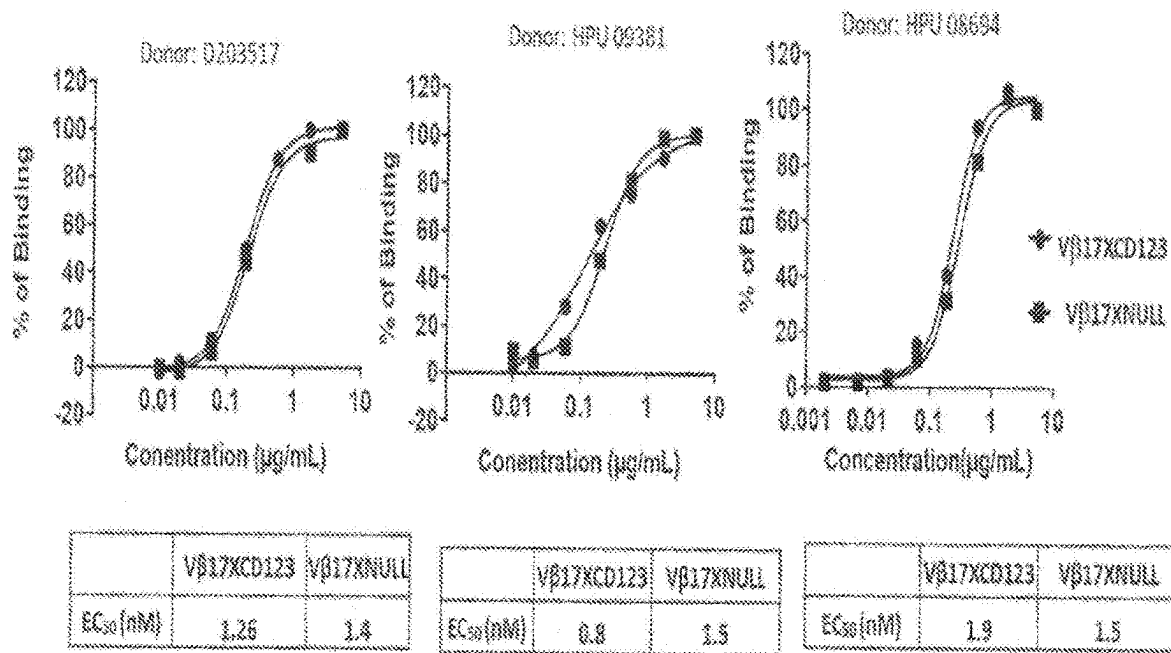 Donor: D203517
120
100
80
60
40
20
0
-20
% of Binding
0.01 0.1 1 10
Conentration (µg/mL)
Donor: HPU 09381
120
100
80
60
40
20
0
-20
% of Binding
0.01 0.1 1 10
Conentration (µg/mL)
Donor: HPU 08694
120
100
80
60
40
20
0
% of Binding
0.001 0.01 0.1 1 10
Concentration(µg/mL)
Vβ17XCD123
Vβ17XNULL
Vβ17XCD123 Vβ17XNULL
EC₅₀ (nM) 1.26 1.4
Vβ17XCD123 Vβ17XNULL
EC₅₀ (nM) 0.8 1.5
Vβ17XCD123 Vβ17XNULL
EC₅₀ (nM) 1.9 1.5